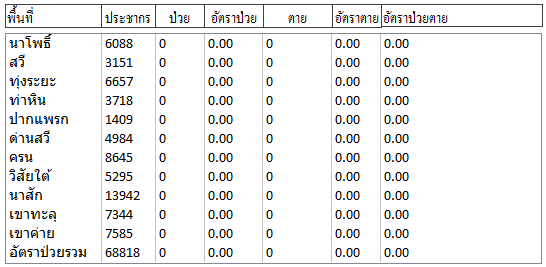 พื้นที่ ประชากร ป่วย อัตราป่วย ตาย อัตราตาย อัตราป่วยตาย
นาโพธิ์ 6088 0 0.00 0 0.00 0.00
สวี 3151 0 0.00 0 0.00 0.00
ทุ่งระยะ 6657 0 0.00 0 0.00 0.00
ท่าหิน 3718 0 0.00 0 0.00 0.00
ปากแพรก 1409 0 0.00 0 0.00 0.00
ด่านสวี 4984 0 0.00 0 0.00 0.00
ครน 8645 0 0.00 0 0.00 0.00
วิสัยใต้ 5295 0 0.00 0 0.00 0.00
นาสัก 13942 0 0.00 0 0.00 0.00
เขาทะลุ 7344 0 0.00 0 0.00 0.00
เขาค่าย 7585 0 0.00 0 0.00 0.00
อัตราป่วยรวม 68818 0 0.00 0 0.00 0.00